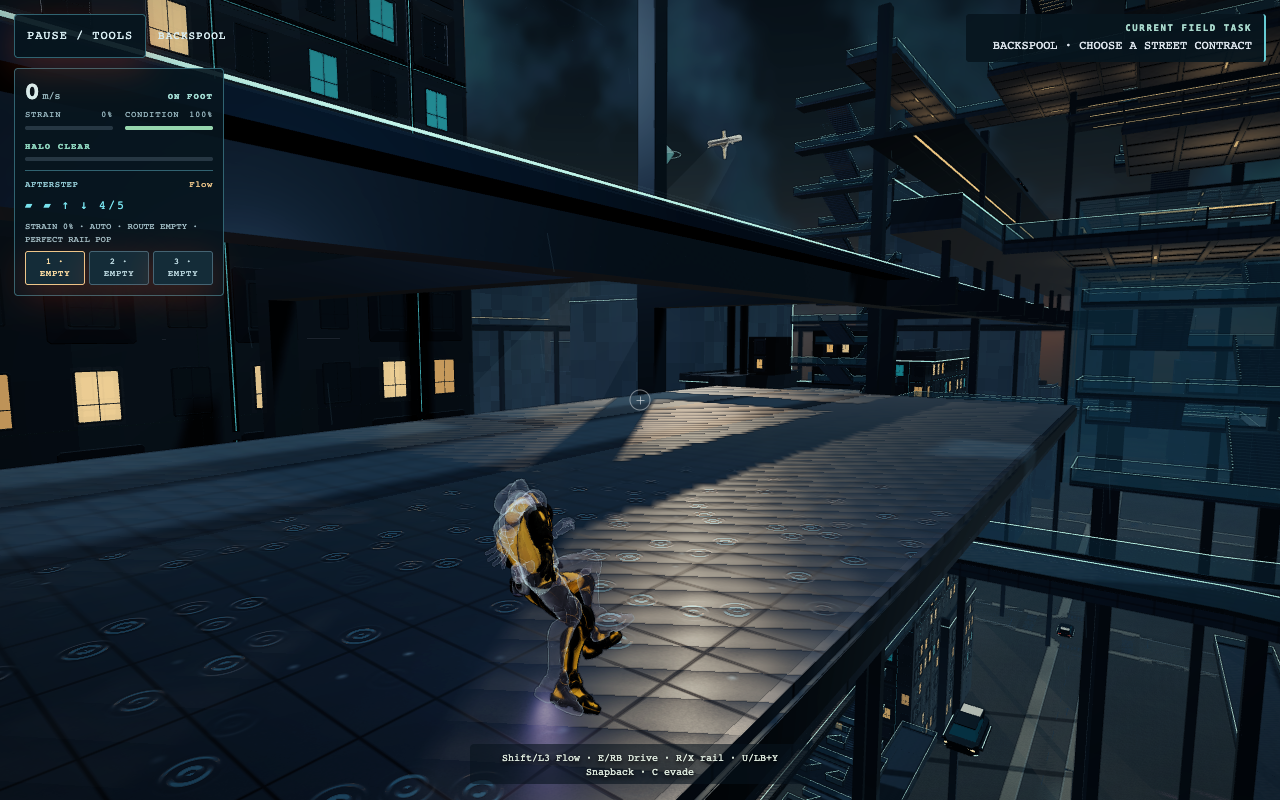 PAUSE / TOOLS
BACKSPOOL
0 m/s
ON FOOT
STRAIN 0%
CONDITION 100%
HALO CLEAR
AFTERSTEP
Flow
▰ ▰ ↑ ↓ 4/5
STRAIN 0% · AUTO · ROUTE EMPTY ·
PERFECT RAIL POP
1 ·
EMPTY
2 ·
EMPTY
3 ·
EMPTY
CURRENT FIELD TASK
BACKSPOOL · CHOOSE A STREET CONTRACT
Shift/L3 Flow · E/RB Drive · R/X rail · U/LB+Y
Snapback · C evade